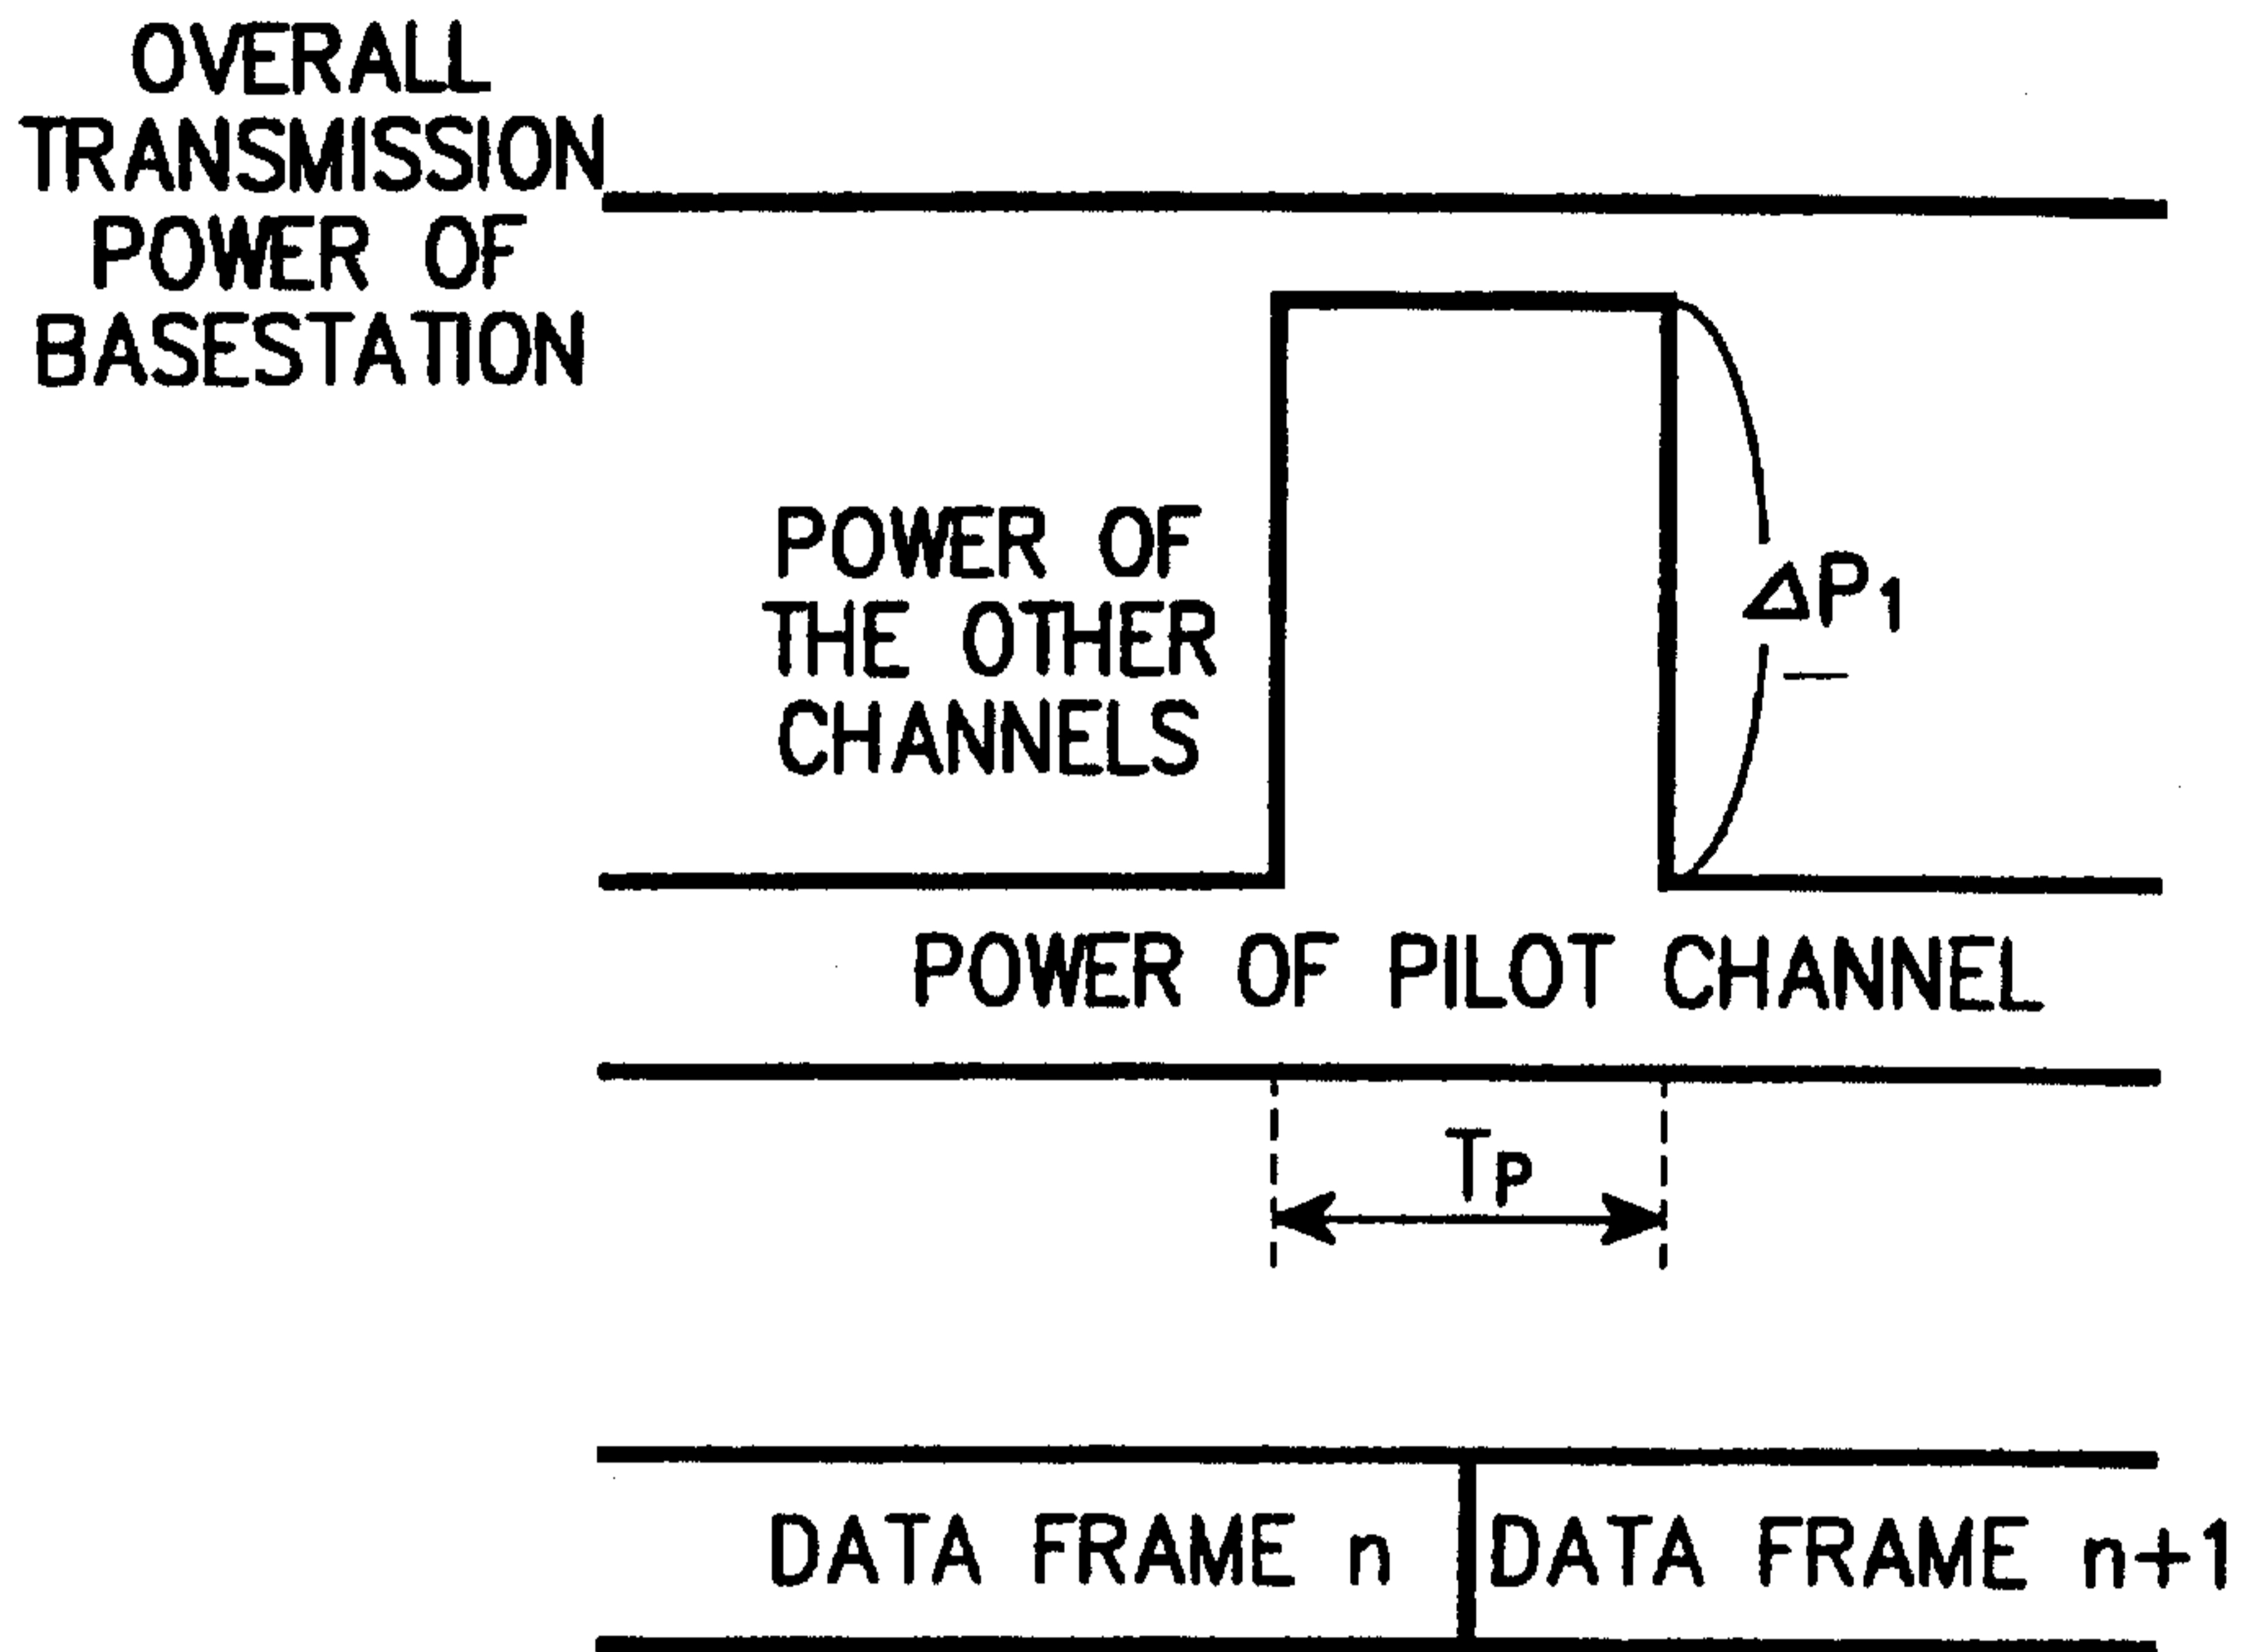 OVERALL
TRANSMISSION
POWER OF
BASESTATION
POWER OF
THE OTHER
CHANNELS
ΔP1
POWER OF PILOT CHANNEL
TP
DATA FRAME n
DATA FRAME n+1